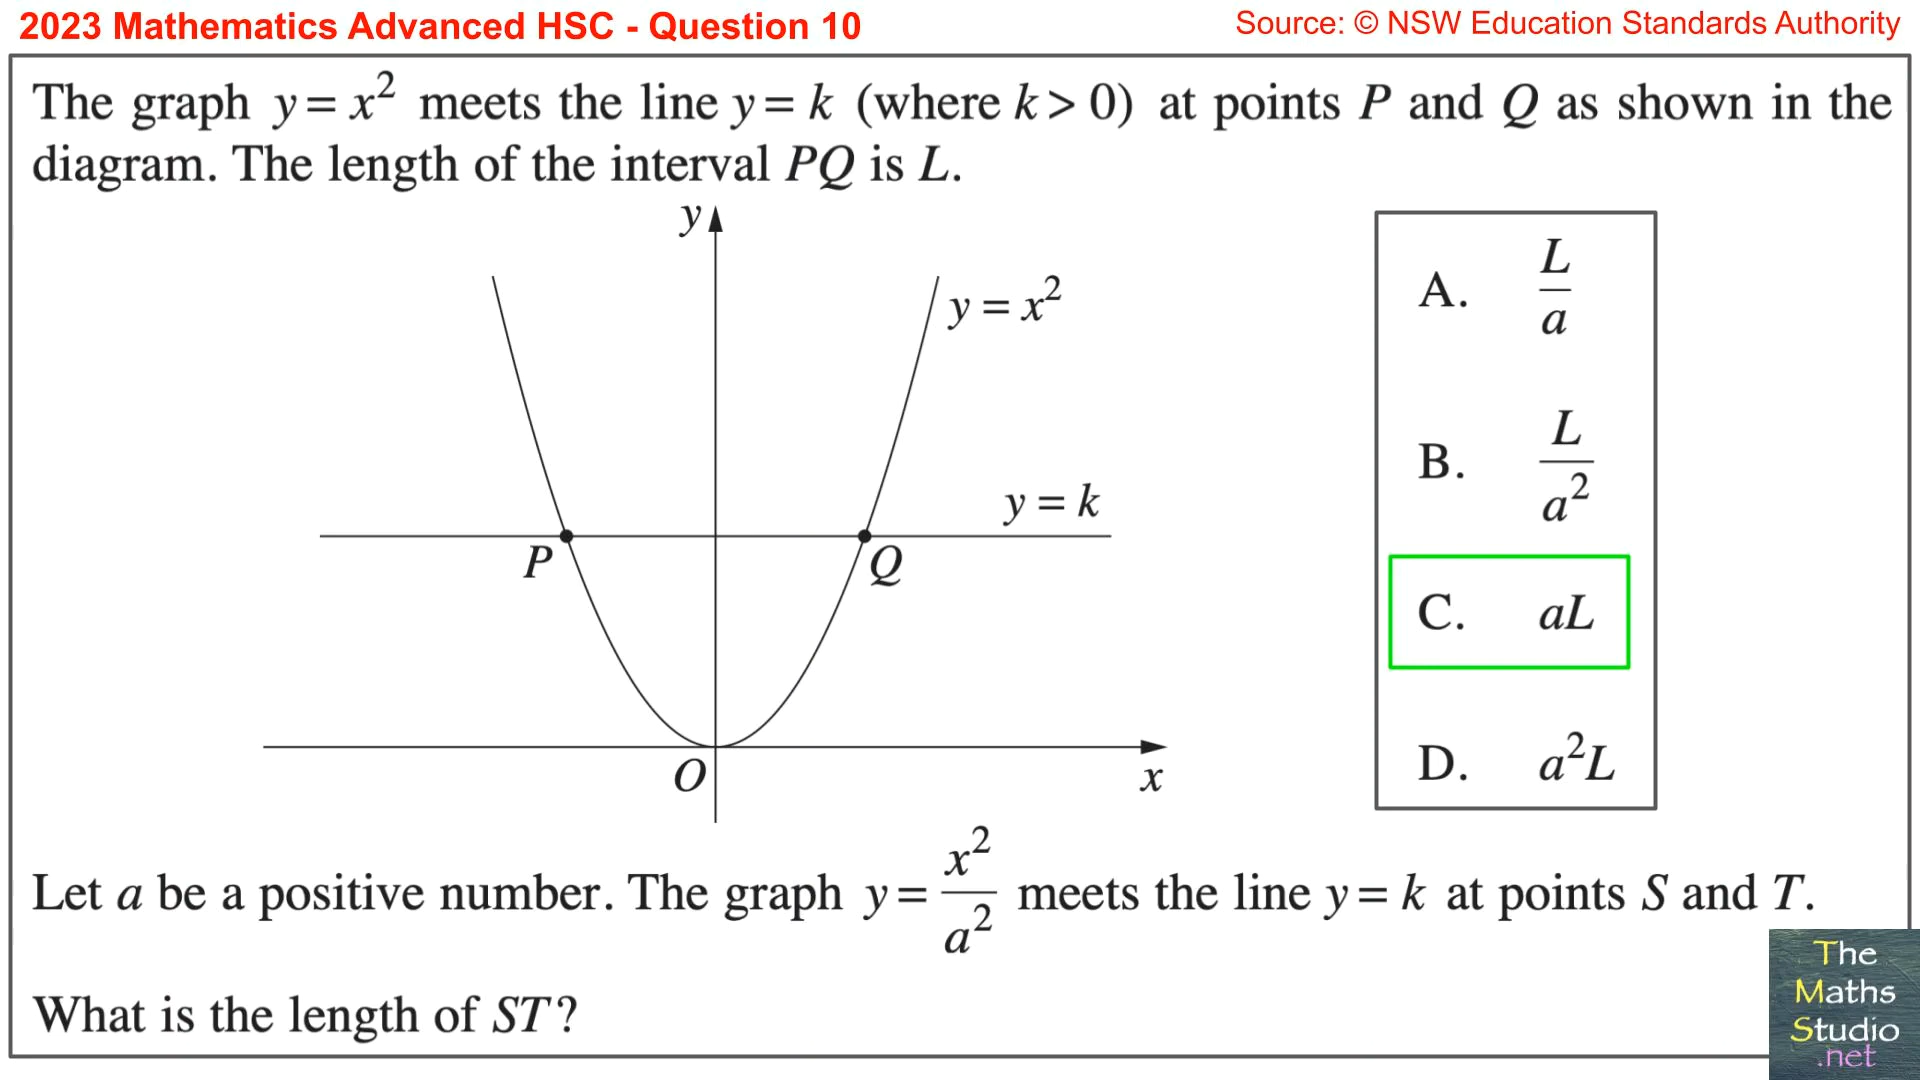 2023 Mathematics Advanced HSC - Question 10
Source: © NSW Education Standards Authority
The graph y = x² meets the line y = k (where k > 0) at points P and Q as shown in the
diagram. The length of the interval PQ is L.
y
y = x²
y = k
P
Q
O
x
A. L/a
B. L/a²
C. aL
D. a²L
Let a be a positive number. The graph y = x²/a² meets the line y = k at points S and T.
What is the length of ST?
The
Maths
Studio
.net